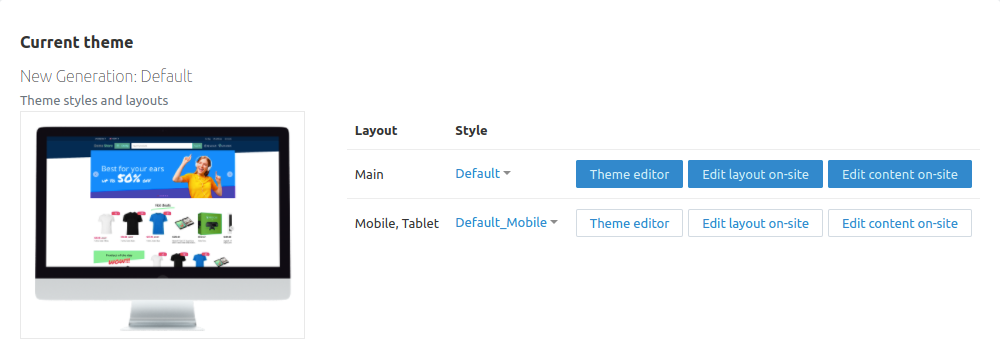 Current theme
New Generation: Default
Theme styles and layouts
Layout Style
Main Default Theme editor Edit layout on-site Edit content on-site
Mobile, Tablet Default_Mobile Theme editor Edit layout on-site Edit content on-site
Best for your ears
UP TO 50% OFF
Hot deals
WOW!!!